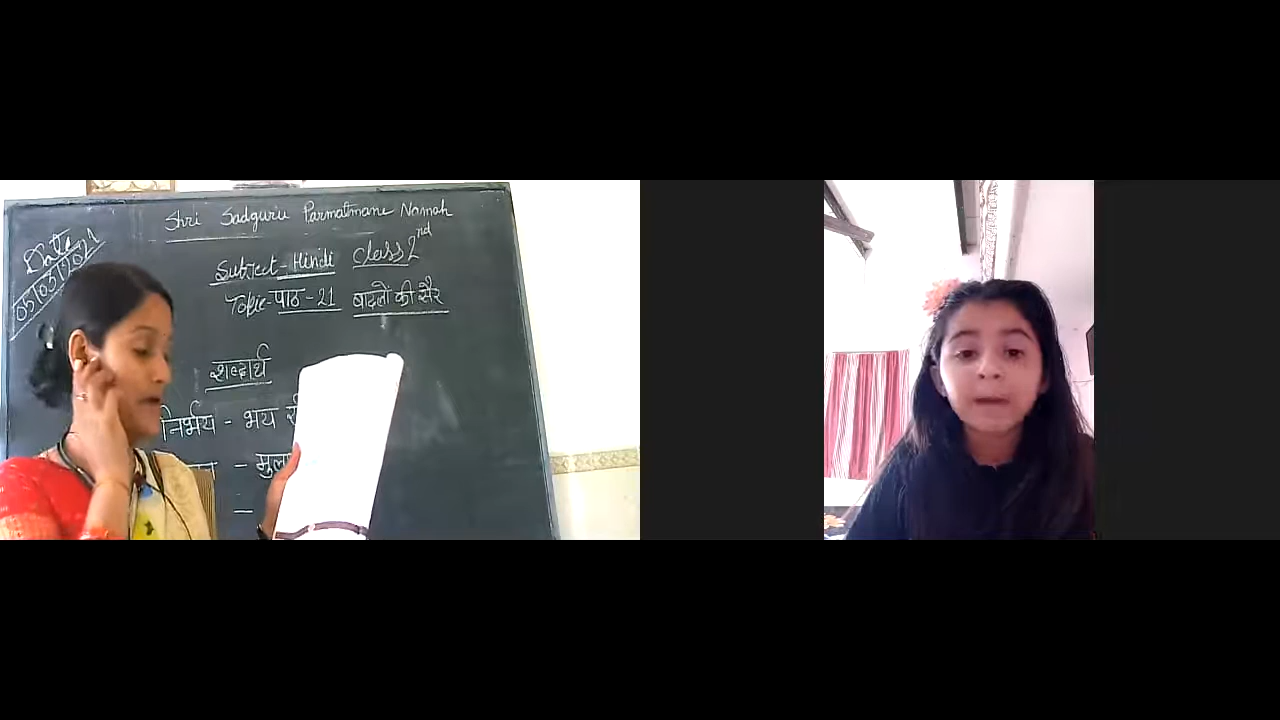 Shri Sadguru Parmatmane Namah
Date
05/03/2021
Subject - Hindi Class 2nd
Topic - पाठ - 21 बादलों की सैर
शब्दार्थ
निर्भय - भय
-
-